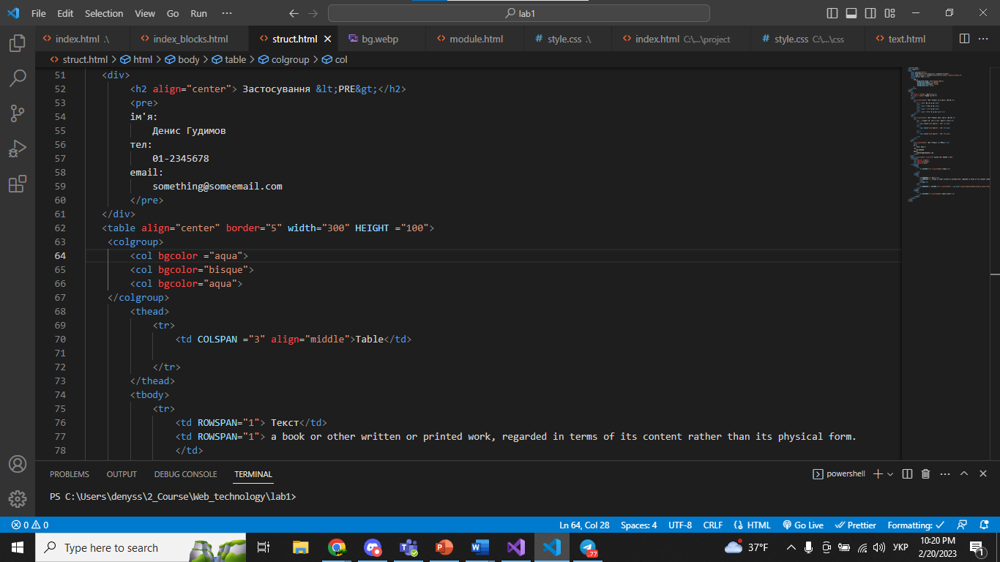 File Edit Selection View Go Run ··· lab1
index.html .\ index_blocks.html struct.html bg.webp module.html style.css .\ index.html C:\...\project style.css C:\...\css text.html
struct.html > html > body > table > colgroup > col
51 <div>
52 <h2 align="center"> Застосування &lt;PRE&gt;</h2>
53 <pre>
54 ім'я:
55 Денис Гудимов
56 тел:
57 01-2345678
58 email:
59 something@someemail.com
60 </pre>
61 </div>
62 <table align="center" border="5" width="300" HEIGHT ="100">
63 <colgroup>
64 <col bgcolor ="aqua">
65 <col bgcolor="bisque">
66 <col bgcolor="aqua">
67 </colgroup>
68 <thead>
69 <tr>
70 <td COLSPAN ="3" align="middle">Table</td>
71
72 </tr>
73 </thead>
74 <tbody>
75 <tr>
76 <td ROWSPAN="1"> Текст</td>
77 <td ROWSPAN="1"> a book or other written or printed work, regarded in terms of its content rather than its physical form.
78 </td>
PROBLEMS OUTPUT DEBUG CONSOLE TERMINAL powershell
PS C:\Users\denyss\2_Course\Web_technology\lab1>
0 0 Ln 64, Col 28 Spaces: 4 UTF-8 CRLF HTML Go Live Prettier Formatting:
Type here to search 77 37°F УКР 10:20 PM 1
2/20/2023